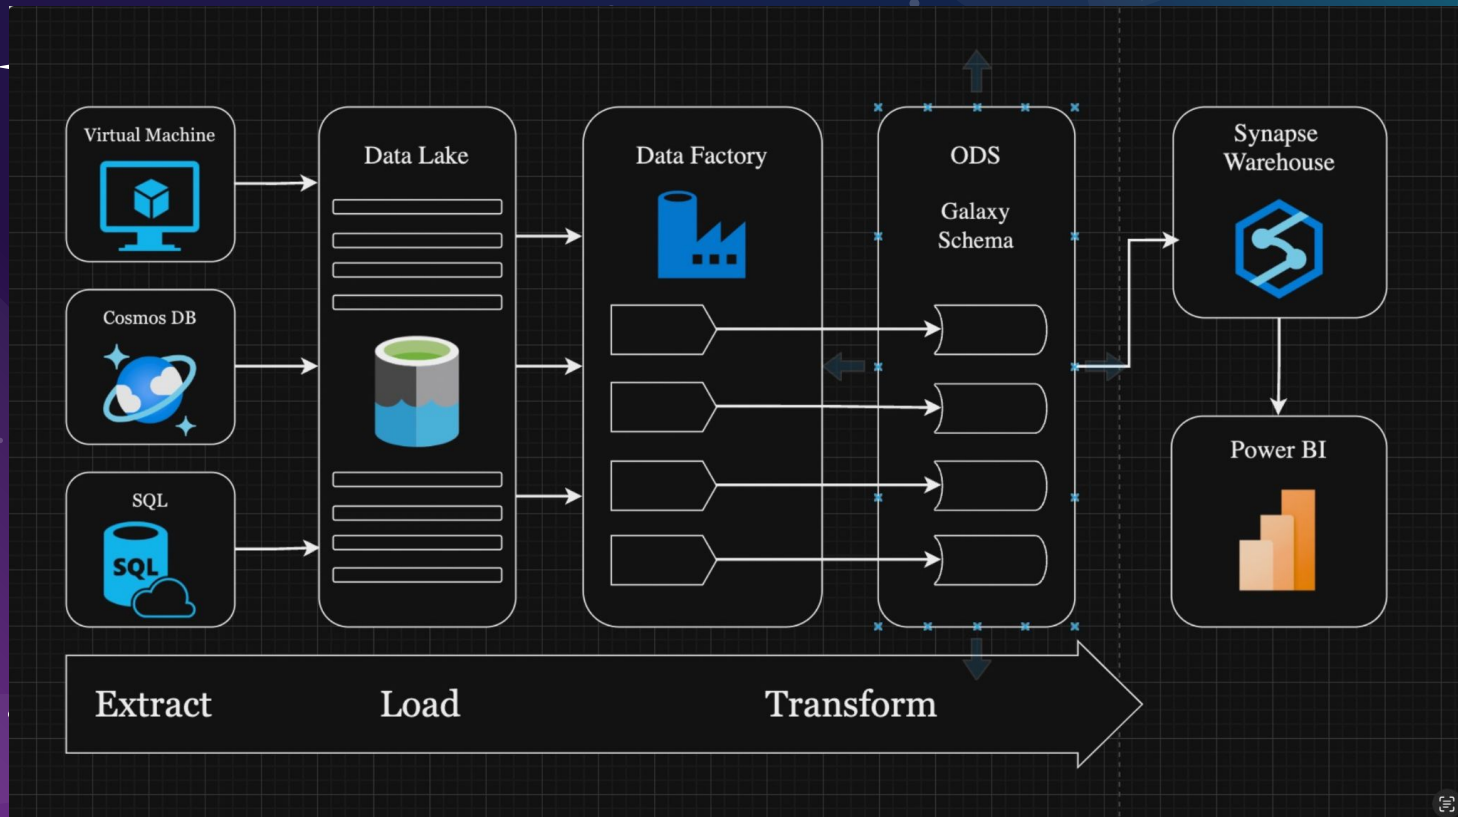 Virtual Machine
Cosmos DB
SQL
SQL
Data Lake
Data Factory
ODS
Galaxy
Schema
Synapse
Warehouse
Power BI
Extract
Load
Transform